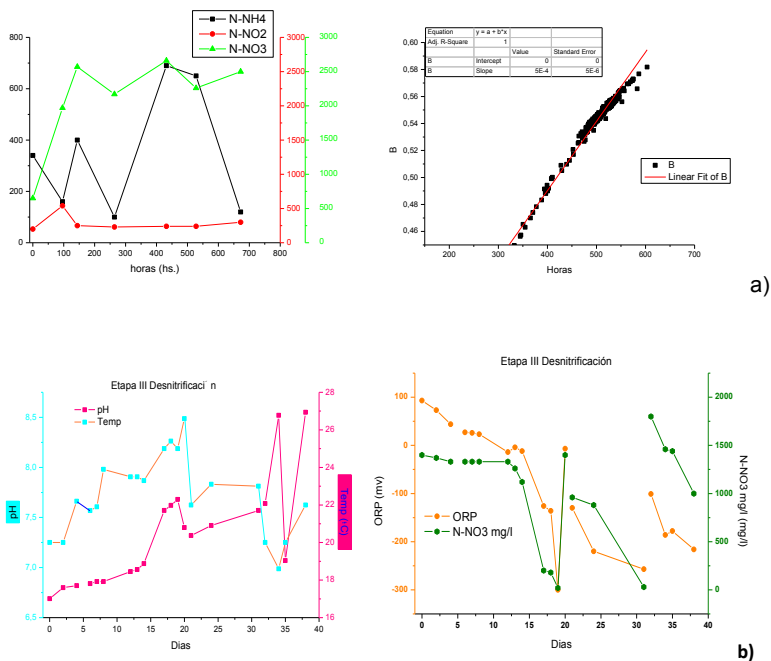 N-NH4
N-NO2
N-NO3
800
600
400
200
0
3000
2500
2000
1500
1000
500
0
3000
2500
2000
1500
1000
500
0
0 100 200 300 400 500 600 700 800
horas (hs.)
Equation y = a + b*x
Adj. R-Square 1
Value Standard Error
B Intercept 0 0
B Slope 5E-4 5E-6
0,60
0,58
0,56
0,54
0,52
0,50
0,48
0,46
B
B
Linear Fit of B
200 300 400 500 600 700
Horas
a)
Etapa III Desnitrificaci´ n
pH
Temp
8,5
8,0
7,5
7,0
6,5
pH
28
26
24
22
20
18
16
0 5 10 15 20 25 30 35 40
Dias
Etapa III Desnitrificación
100
0
-100
-200
-300
ORP (mv)
ORP
N-NO3 mg/l
2000
1500
1000
500
0
N-NO3 mg/l (mg/l)
0 5 10 15 20 25 30 35 40
Dias
b)